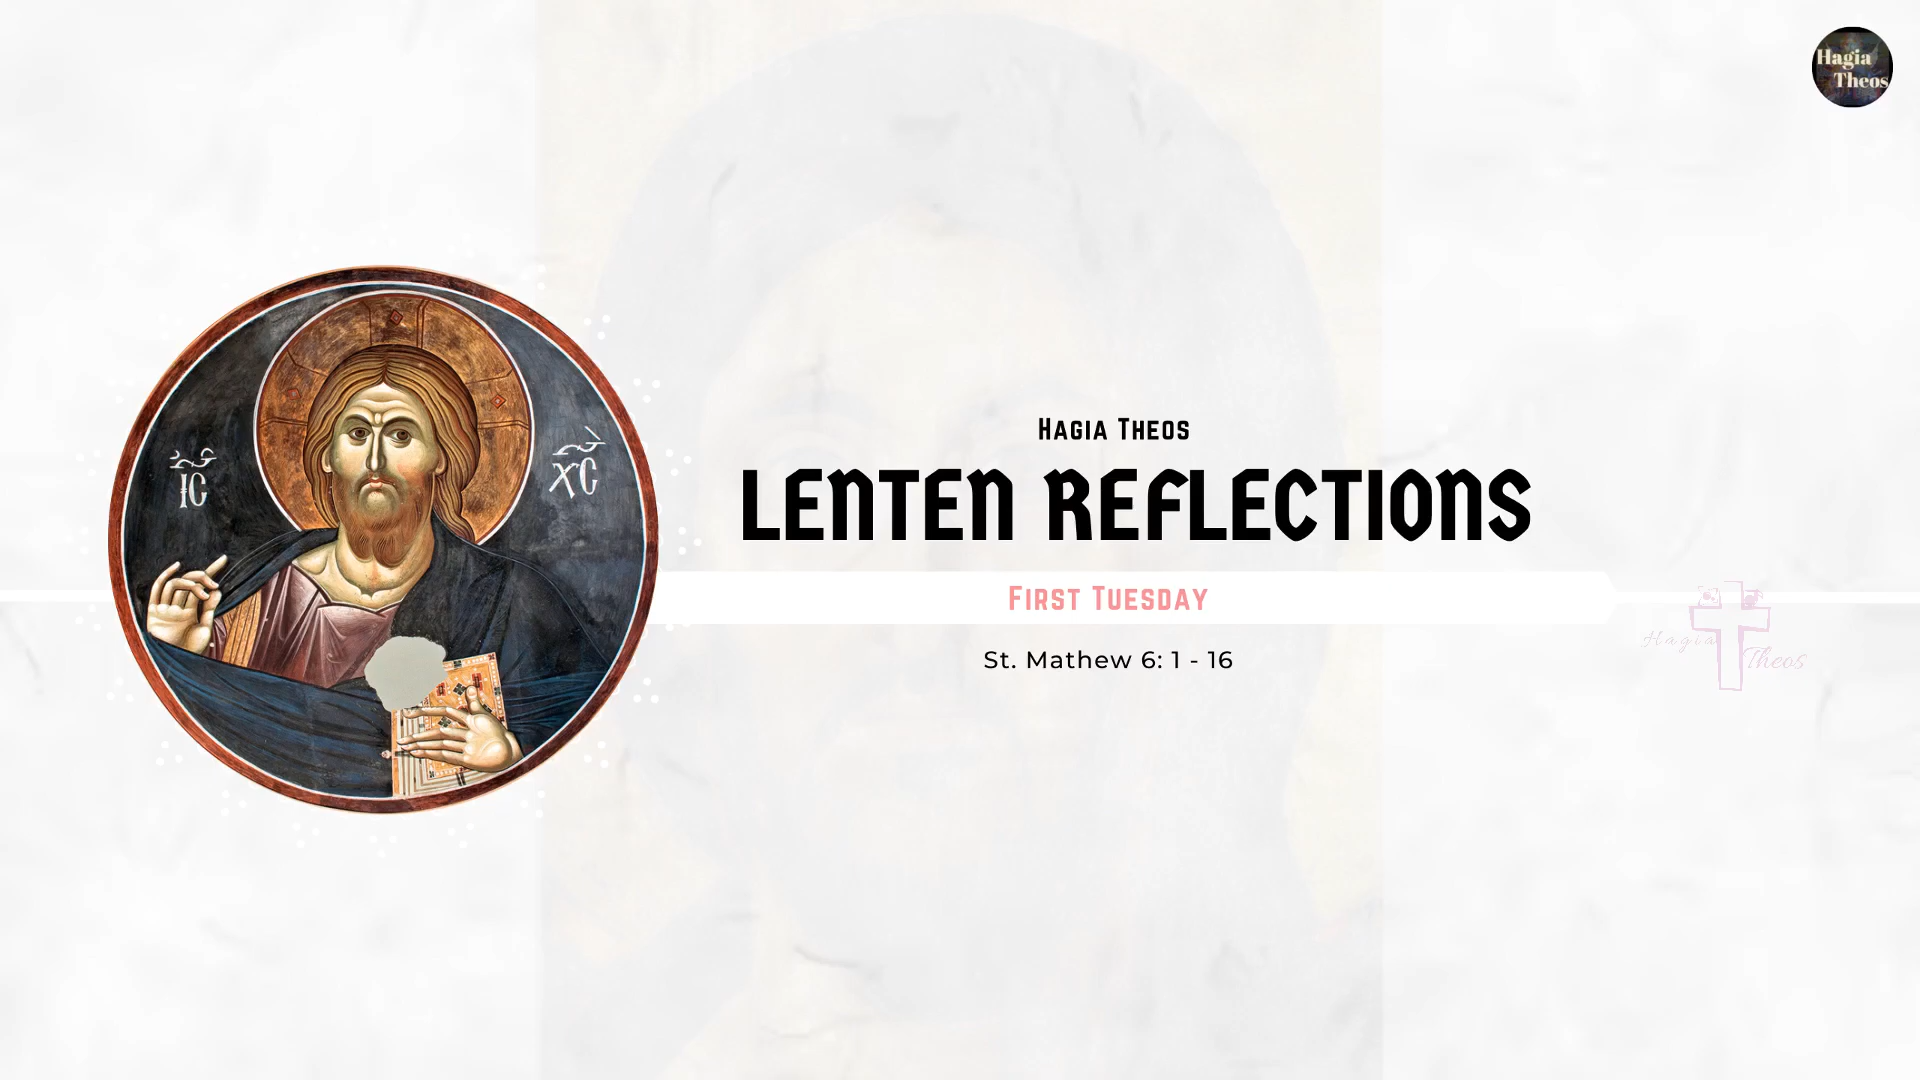 Hagia
Theos
IC
XC
HAGIA THEOS
LENTEN REFLECTIONS
FIRST TUESDAY
St. Mathew 6: 1 - 16
Hagia
Theos